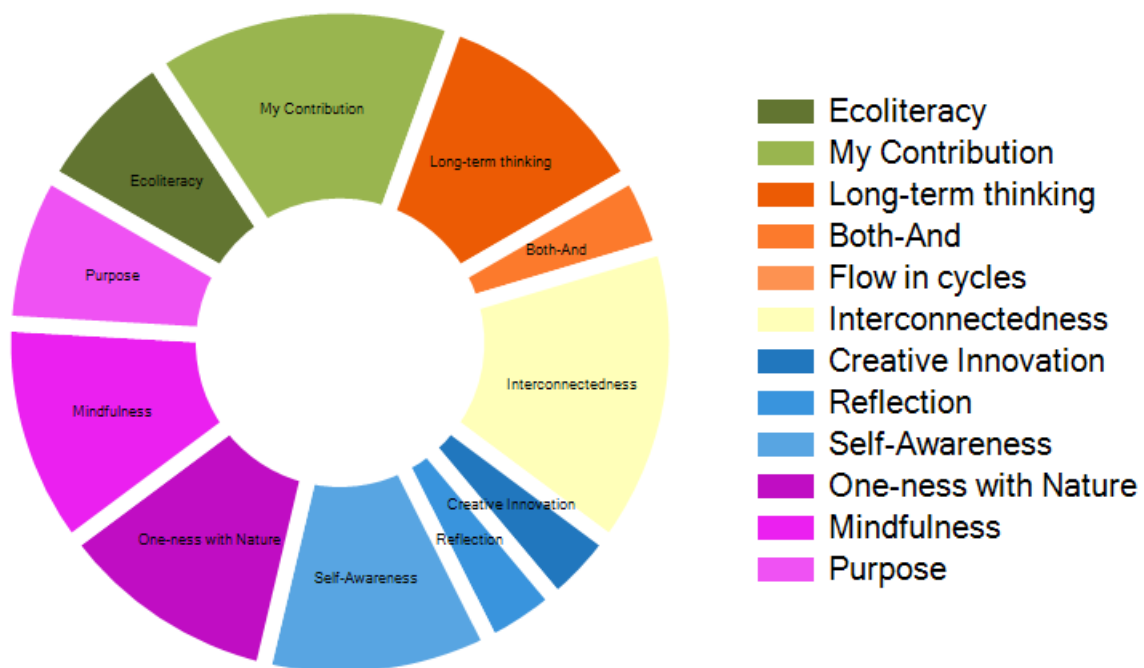 My Contribution
Long-term thinking
Ecoliteracy
Both-And
Purpose
Interconnectedness
Mindfulness
Creative Innovation
One-ness with Nature
Reflection
Self-Awareness
Ecoliteracy
My Contribution
Long-term thinking
Both-And
Flow in cycles
Interconnectedness
Creative Innovation
Reflection
Self-Awareness
One-ness with Nature
Mindfulness
Purpose